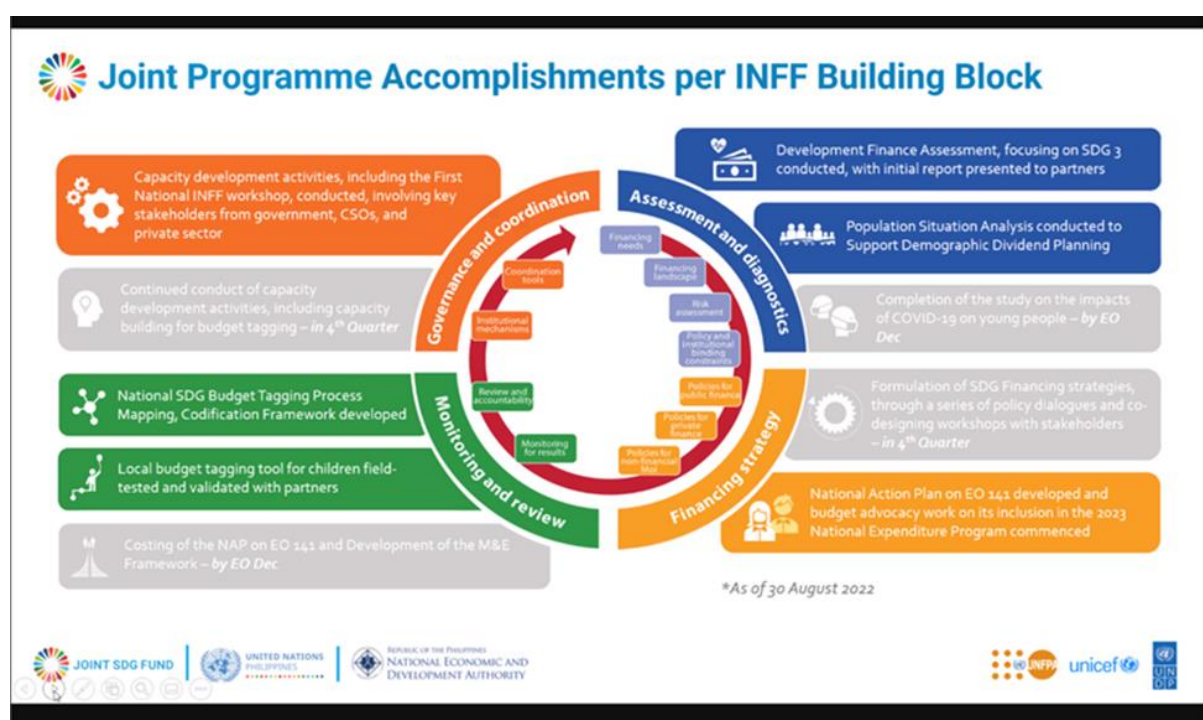 Joint Programme Accomplishments per INFF Building Block
Capacity development activities, including the First
National INFF workshop, conducted, involving key
stakeholders from government, CSOs, and
private sector
Continued conduct of capacity
development activities, including capacity
building for budget tagging – in 4th Quarter
National SDG Budget Tagging Process
Mapping, Codification Framework developed
Local budget tagging tool for children field-
tested and validated with partners
Costing of the NAP on EO 141 and Development of the M&E
Framework – by EO Dec
Governance and coordination
Assessment and diagnostics
Monitoring and review
Financing strategy
Coordination
tools
Institutional
mechanisms
Review and
accountability
Monitoring
for results
Financing
needs
Financing
landscape
Risk
assessment
Policy and
Institutional
binding
constraints
Policies for
public finance
Policies for
private
finance
Policies for
non-financial
MoI
Development Finance Assessment, focusing on SDG 3
conducted, with initial report presented to partners
Population Situation Analysis conducted to
Support Demographic Dividend Planning
Completion of the study on the impacts
of COVID-19 on young people – by EO
Dec
Formulation of SDG Financing strategies,
through a series of policy dialogues and co-
designing workshops with stakeholders
– in 4th Quarter
National Action Plan on EO 141 developed and
budget advocacy work on its inclusion in the 2023
National Expenditure Program commenced
*As of 30 August 2022
JOINT SDG FUND
UNITED NATIONS
PHILIPPINES
REPUBLIC OF THE PHILIPPINES
NATIONAL ECONOMIC AND
DEVELOPMENT AUTHORITY
UNFPA
unicef
UN
DP